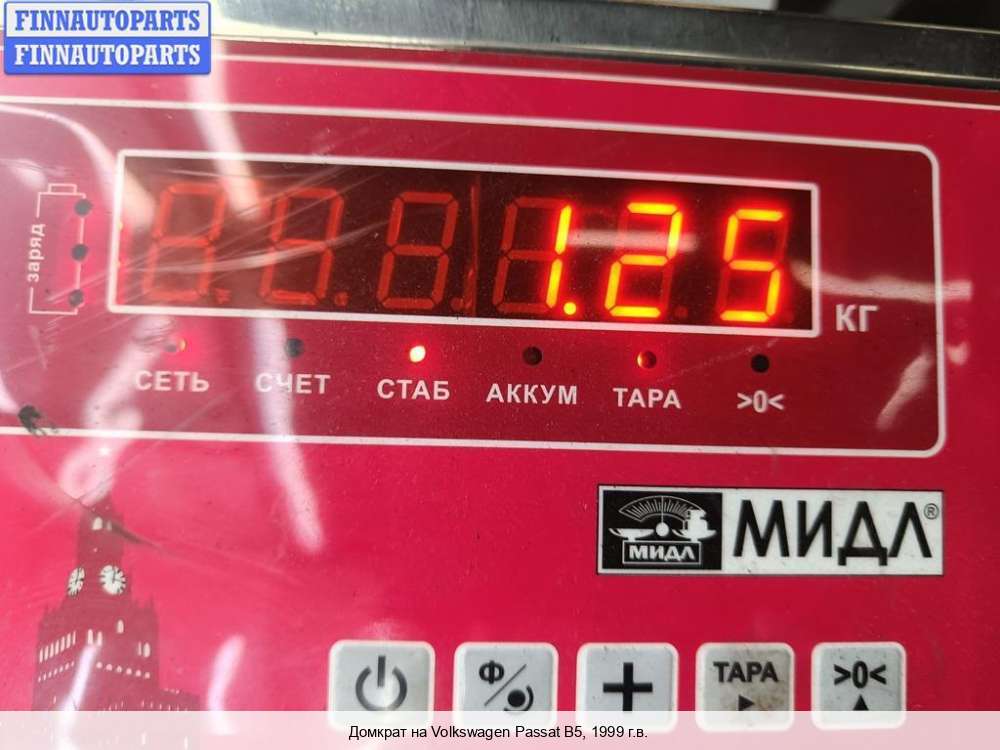 FINNAUTOPARTS
FINNAUTOPARTS
заряд
1.25
КГ
СЕТЬ СЧЕТ СТАБ АККУМ ТАРА >0<
МИДЛ МИДЛ®
Ф ТАРА >0<
Домкрат на Volkswagen Passat B5, 1999 г.в.